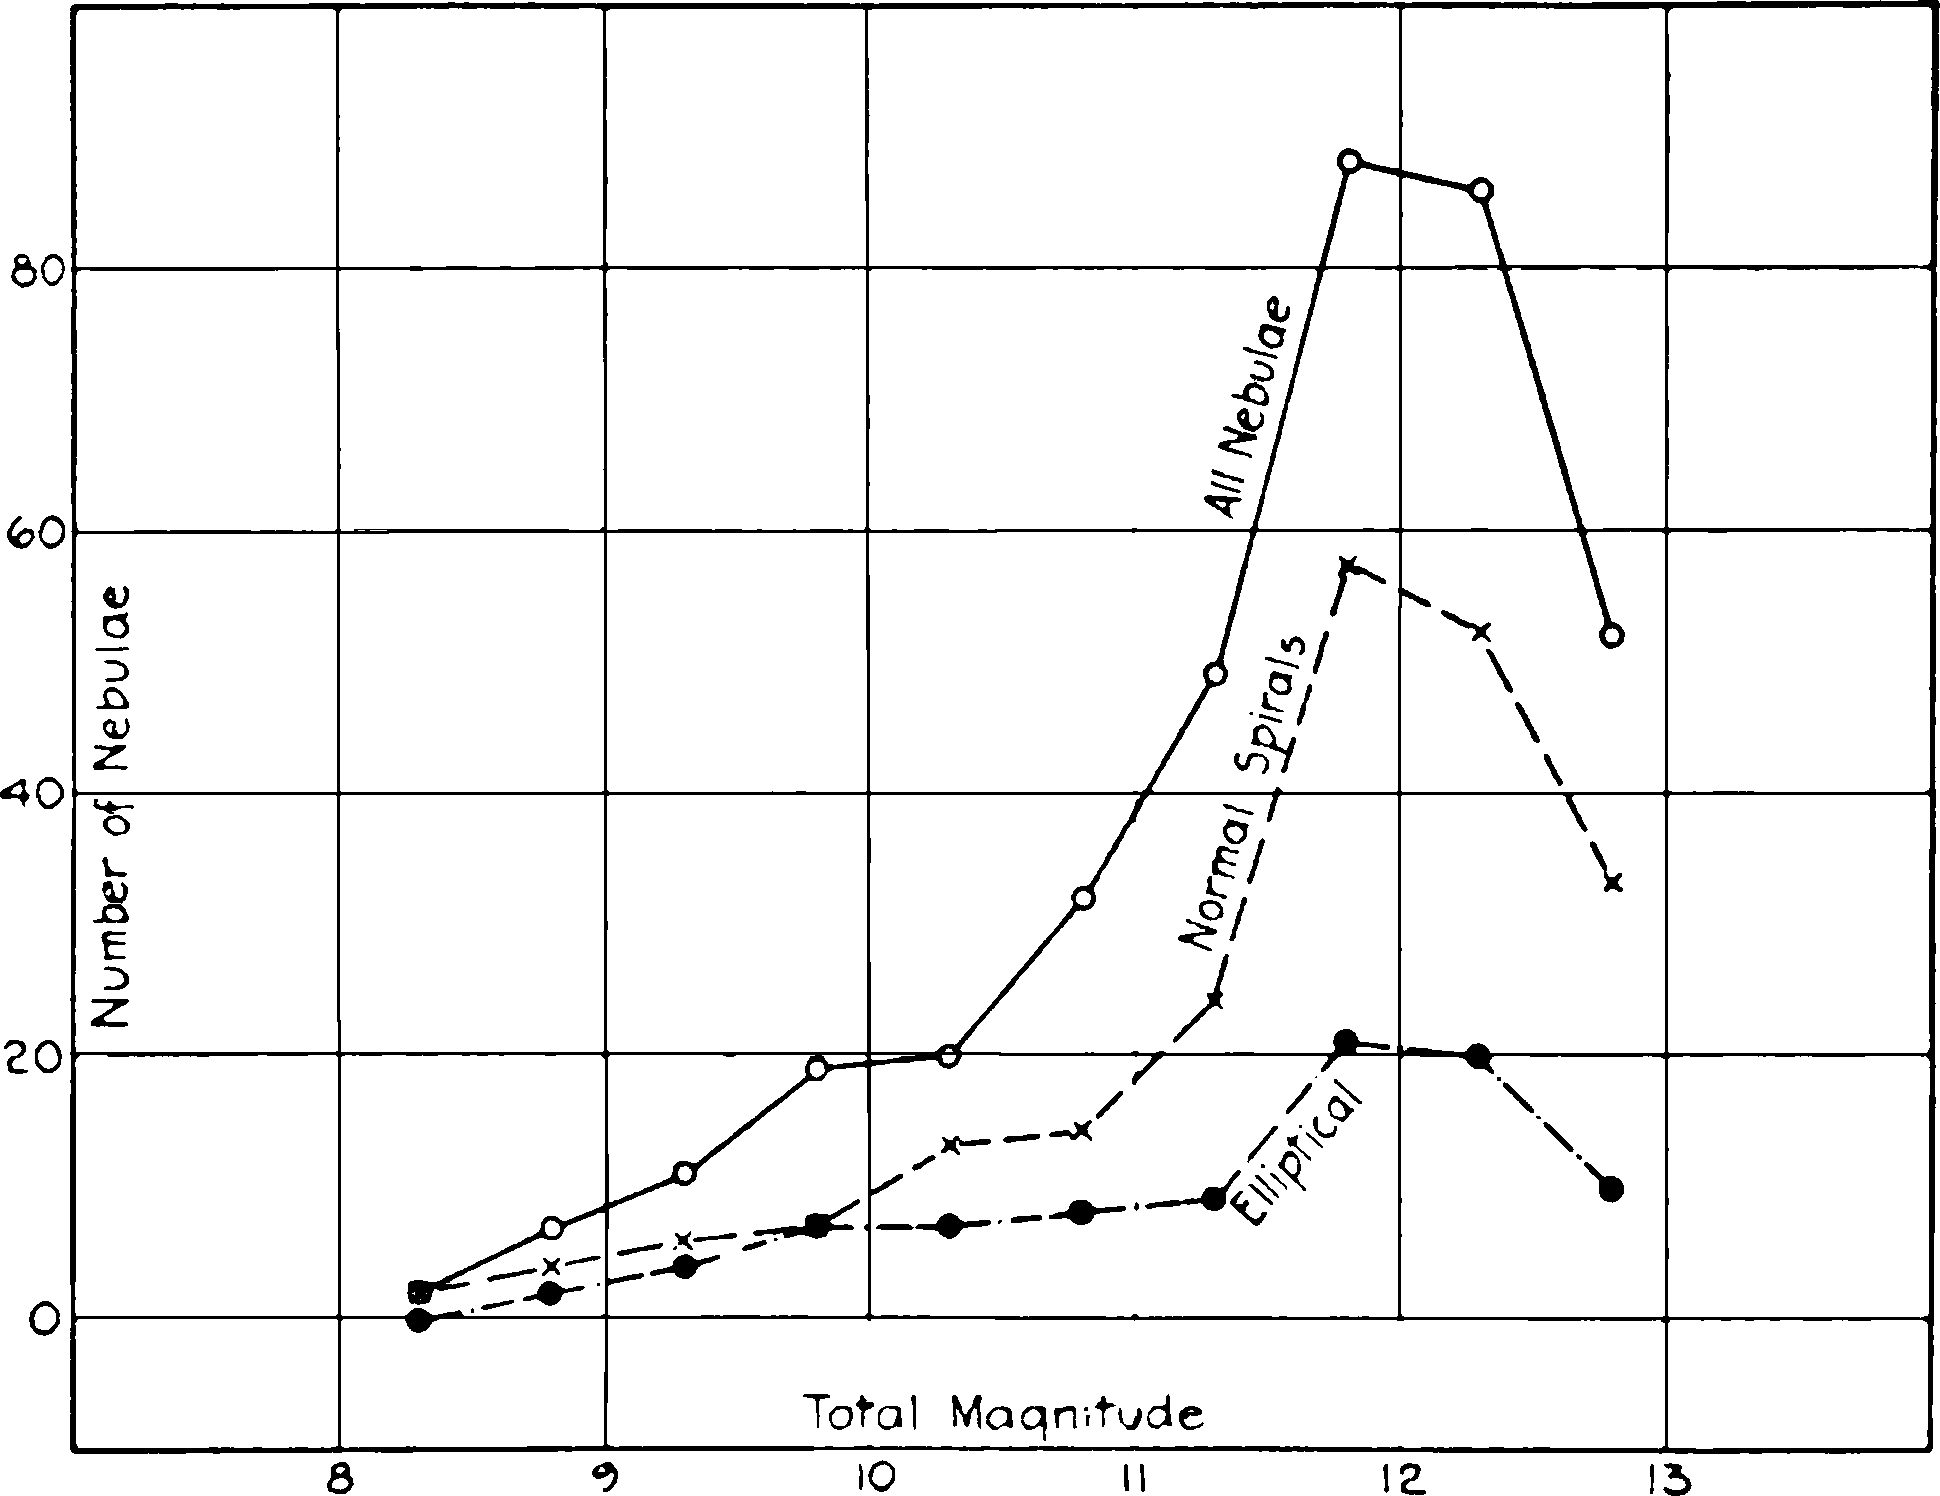 80
60
40
20
0
Number of Nebulae
All Nebulae
Normal Spirals
Elliptical
Total Magnitude
8 9 10 11 12 13